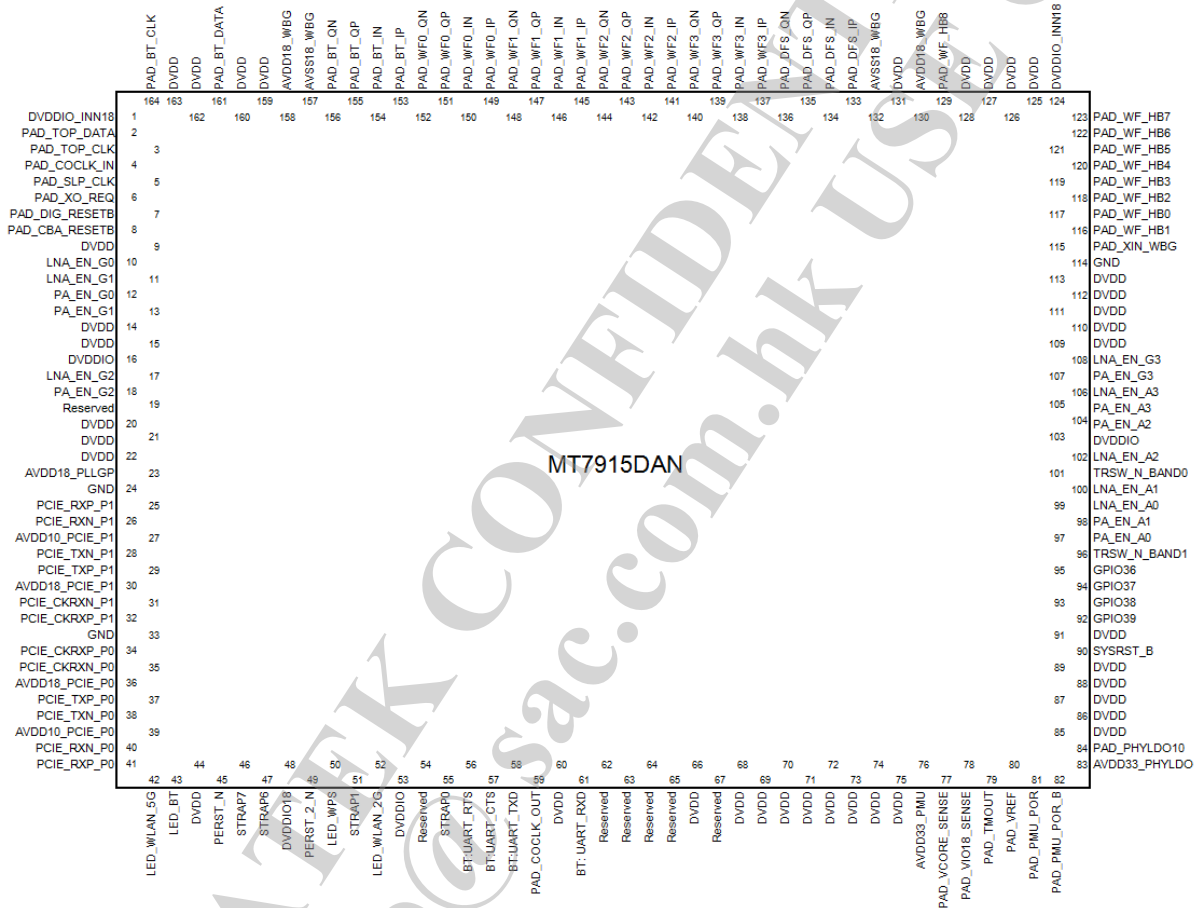 PAD_BT_CLK
DVDD
DVDD
PAD_BT_DATA
DVDD
DVDD
AVDD18_WBG
AVSS18_WBG
PAD_BT_QN
PAD_BT_QP
PAD_BT_IN
PAD_BT_IP
PAD_WF0_QN
PAD_WF0_QP
PAD_WF0_IN
PAD_WF0_IP
PAD_WF1_QN
PAD_WF1_QP
PAD_WF1_IN
PAD_WF1_IP
PAD_WF2_QN
PAD_WF2_QP
PAD_WF2_IN
PAD_WF2_IP
PAD_WF3_QN
PAD_WF3_QP
PAD_WF3_IN
PAD_WF3_IP
PAD_DFS_QN
PAD_DFS_QP
PAD_DFS_IN
PAD_DFS_IP
AVSS18_WBG
DVDD
AVDD18_WBG
PAD_WF_HB8
DVDD
DVDD
DVDD
DVDD
DVDDIO_INN18
164 163 161 159 157 155 153 151 149 147 145 143 141 139 137 135 133 131 129 127 125 124
162 160 158 156 154 152 150 148 146 144 142 140 138 136 134 132 130 128 126
DVDDIO_INN18 1
PAD_TOP_DATA 2
PAD_TOP_CLK 3
PAD_COCLK_IN 4
PAD_SLP_CLK 5
PAD_XO_REQ 6
PAD_DIG_RESETB 7
PAD_CBA_RESETB 8
DVDD 9
LNA_EN_G0 10
LNA_EN_G1 11
PA_EN_G0 12
PA_EN_G1 13
DVDD 14
DVDD 15
DVDDIO 16
LNA_EN_G2 17
PA_EN_G2 18
Reserved 19
DVDD 20
DVDD 21
DVDD 22
AVDD18_PLLGP 23
GND 24
PCIE_RXP_P1 25
PCIE_RXN_P1 26
AVDD10_PCIE_P1 27
PCIE_TXN_P1 28
PCIE_TXP_P1 29
AVDD18_PCIE_P1 30
PCIE_CKRXN_P1 31
PCIE_CKRXP_P1 32
GND 33
PCIE_CKRXP_P0 34
PCIE_CKRXN_P0 35
AVDD18_PCIE_P0 36
PCIE_TXP_P0 37
PCIE_TXN_P0 38
AVDD10_PCIE_P0 39
PCIE_RXN_P0 40
PCIE_RXP_P0 41
MT7915DAN
123 PAD_WF_HB7
122 PAD_WF_HB6
121 PAD_WF_HB5
120 PAD_WF_HB4
119 PAD_WF_HB3
118 PAD_WF_HB2
117 PAD_WF_HB0
116 PAD_WF_HB1
115 PAD_XIN_WBG
114 GND
113 DVDD
112 DVDD
111 DVDD
110 DVDD
109 DVDD
108 LNA_EN_G3
107 PA_EN_G3
106 LNA_EN_A3
105 PA_EN_A3
104 PA_EN_A2
103 DVDDIO
102 LNA_EN_A2
101 TRSW_N_BAND0
100 LNA_EN_A1
99 LNA_EN_A0
98 PA_EN_A1
97 PA_EN_A0
96 TRSW_N_BAND1
95 GPIO36
94 GPIO37
93 GPIO38
92 GPIO39
91 DVDD
90 SYSRST_B
89 DVDD
88 DVDD
87 DVDD
86 DVDD
85 DVDD
84 PAD_PHYLDO10
83 AVDD33_PHYLDO
44 46 48 50 52 54 56 58 60 62 64 66 68 70 72 74 76 78 80
42 43 45 47 49 51 53 55 57 59 61 63 65 67 69 71 73 75 77 79 81 82
LED_WLAN_5G
LED_BT
DVDD
PERST_N
STRAP7
STRAP6
DVDDIO18
PERST_2_N
LED_WPS
STRAP1
LED_WLAN_2G
DVDDIO
Reserved
STRAP0
BT:UART_RTS
BT:UART_CTS
BT:UART_TXD
PAD_COCLK_OUT
DVDD
BT: UART_RXD
Reserved
Reserved
Reserved
Reserved
DVDD
Reserved
DVDD
DVDD
DVDD
DVDD
DVDD
DVDD
DVDD
DVDD
AVDD33_PMU
PAD_VCORE_SENSE
PAD_VIO18_SENSE
PAD_TMOUT
PAD_VREF
PAD_PMU_POR
PAD_PMU_POR_B
ATEK CONFIDENT
@ sac.com.hk USE